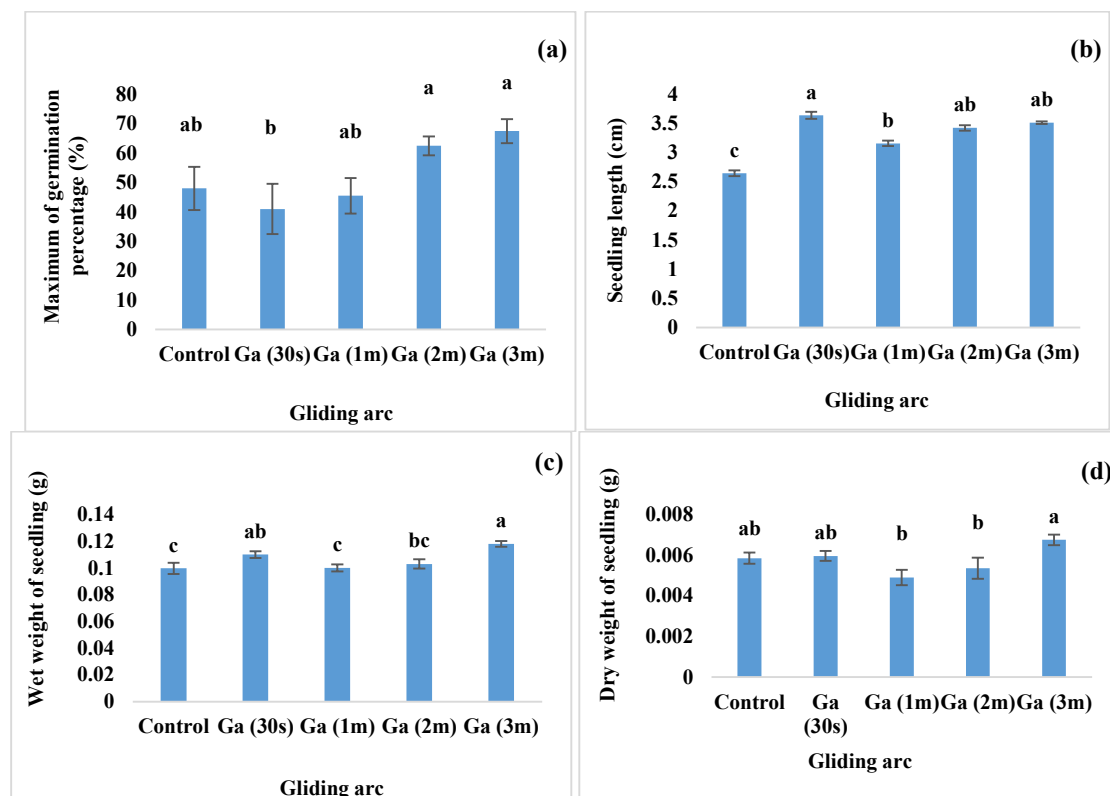 (a)
Maximum of germination
percentage (%)
80
70
60
50
40
30
20
10
0
ab
b
ab
a
a
Control Ga (30s) Ga (1m) Ga (2m) Ga (3m)
Gliding arc
(b)
Seedling length (cm)
4
3.5
3
2.5
2
1.5
1
0.5
0
c
a
b
ab
ab
Control Ga (30s) Ga (1m) Ga (2m) Ga (3m)
Gliding arc
(c)
Wet weight of seedling (g)
0.14
0.12
0.1
0.08
0.06
0.04
0.02
0
c
ab
c
bc
a
Control Ga (30s) Ga (1m) Ga (2m) Ga (3m)
Gliding arc
(d)
Dry weight of seedling (g)
0.008
0.006
0.004
0.002
0
ab
ab
b
b
a
Control Ga (30s) Ga (1m) Ga (2m) Ga (3m)
Gliding arc